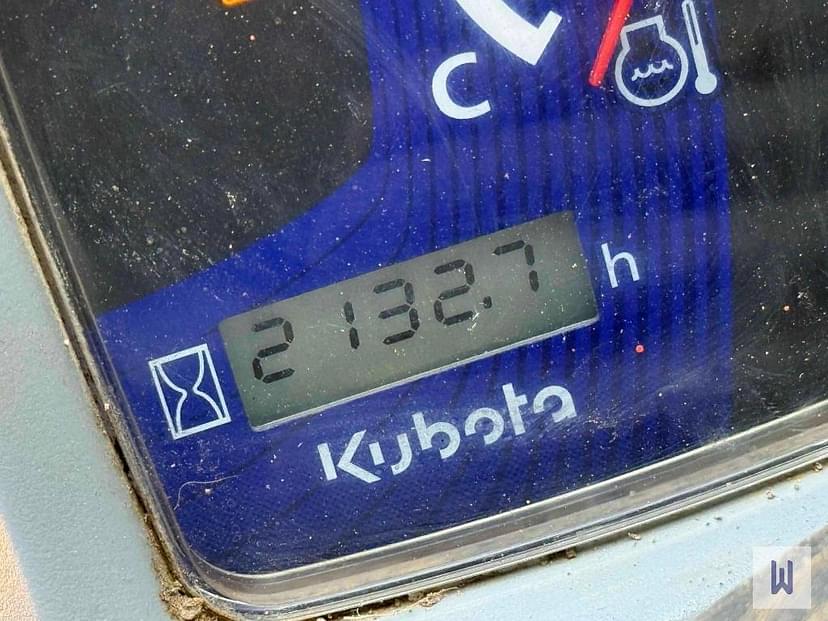 C
2132.7 h
Kubota
W